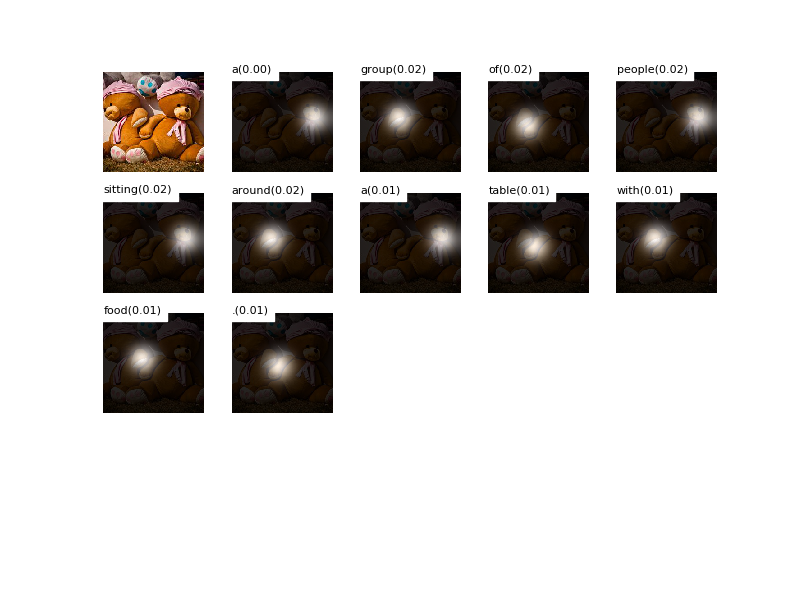 a(0.00) group(0.02) of(0.02) people(0.02)
sitting(0.02) around(0.02) a(0.01) table(0.01) with(0.01)
food(0.01) .(0.01)